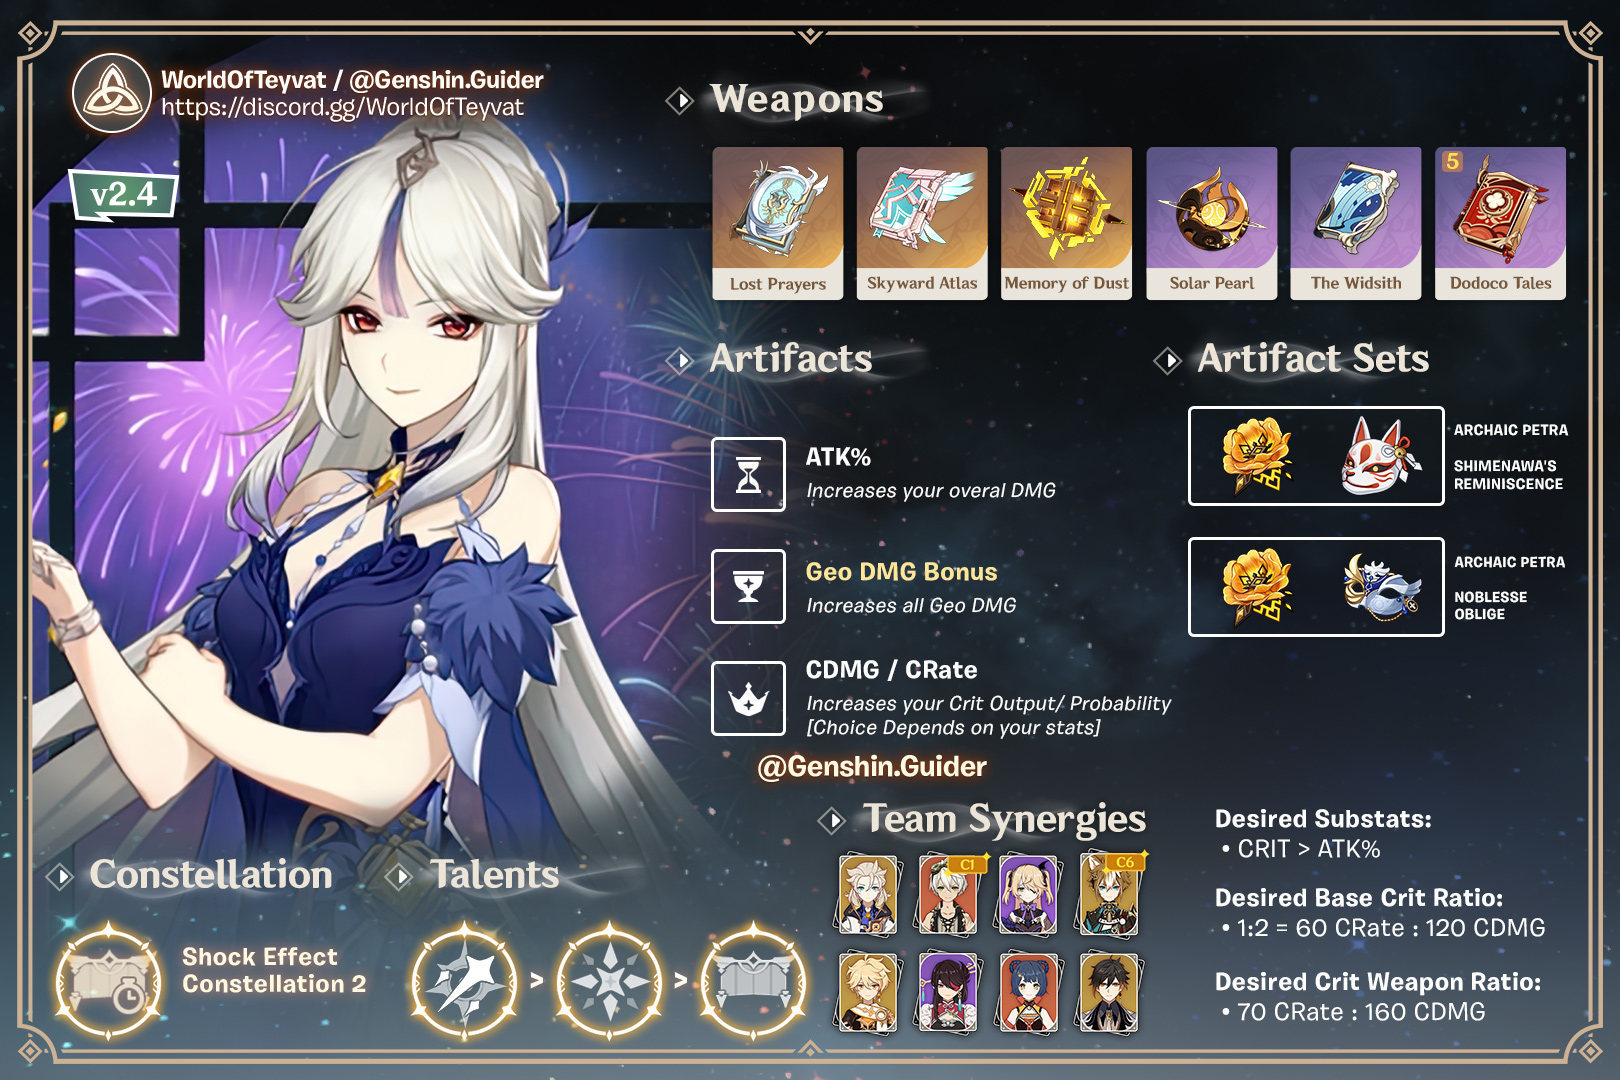 WorldOfTeyvat / @Genshin.Guider
https://discord.gg/WorldOfTeyvat
v2.4
Weapons
Lost Prayers
Skyward Atlas
Memory of Dust
Solar Pearl
The Widsith
5
Dodoco Tales
Artifacts
ATK%
Increases your overal DMG
Geo DMG Bonus
Increases all Geo DMG
CDMG / CRate
Increases your Crit Output/ Probability
[Choice Depends on your stats]
@Genshin.Guider
Artifact Sets
ARCHAIC PETRA
SHIMENAWA'S
REMINISCENCE
ARCHAIC PETRA
NOBLESSE
OBLIGE
Constellation
Shock Effect
Constellation 2
Talents
> >
Team Synergies
C1
C6
Desired Substats:
• CRIT > ATK%
Desired Base Crit Ratio:
• 1:2 = 60 CRate : 120 CDMG
Desired Crit Weapon Ratio:
• 70 CRate : 160 CDMG